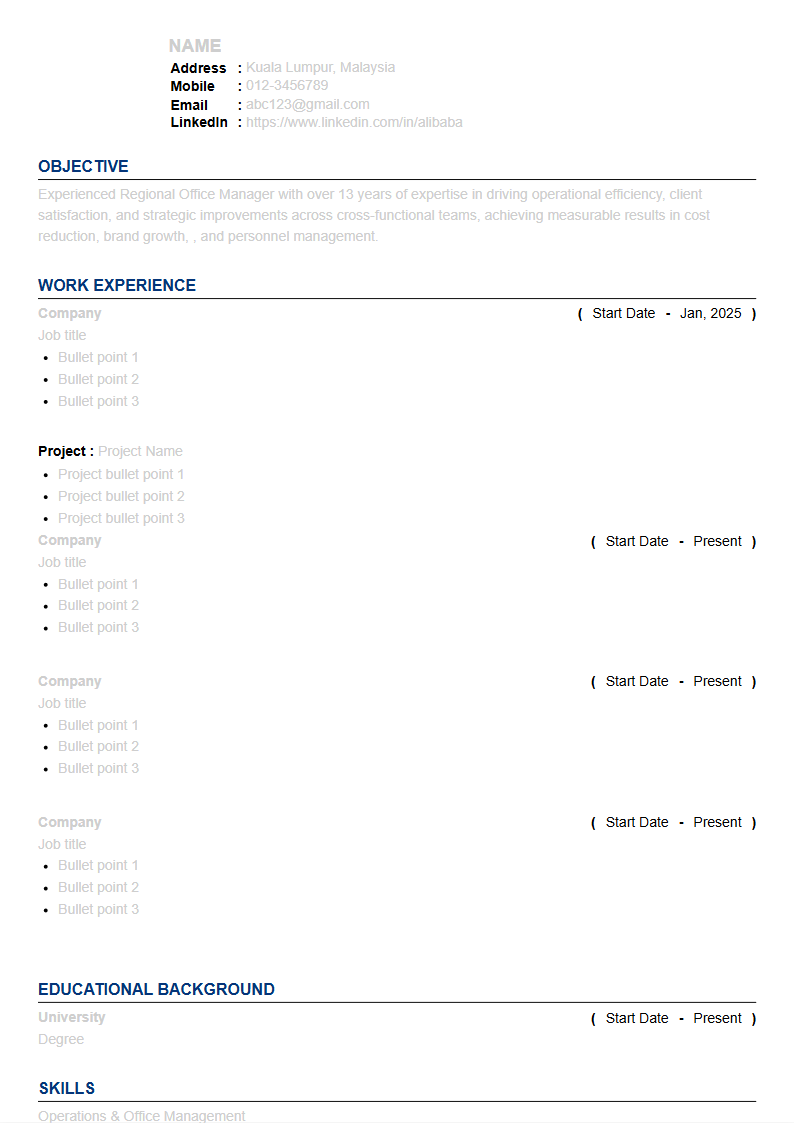 NAME
Address : Kuala Lumpur, Malaysia
Mobile : 012-3456789
Email : abc123@gmail.com
LinkedIn : https://www.linkedin.com/in/alibaba
OBJECTIVE
Experienced Regional Office Manager with over 13 years of expertise in driving operational efficiency, client
satisfaction, and strategic improvements across cross-functional teams, achieving measurable results in cost
reduction, brand growth, , and personnel management.
WORK EXPERIENCE
Company ( Start Date - Jan, 2025 )
Job title
• Bullet point 1
• Bullet point 2
• Bullet point 3
Project : Project Name
• Project bullet point 1
• Project bullet point 2
• Project bullet point 3
Company ( Start Date - Present )
Job title
• Bullet point 1
• Bullet point 2
• Bullet point 3
Company ( Start Date - Present )
Job title
• Bullet point 1
• Bullet point 2
• Bullet point 3
Company ( Start Date - Present )
Job title
• Bullet point 1
• Bullet point 2
• Bullet point 3
EDUCATIONAL BACKGROUND
University ( Start Date - Present )
Degree
SKILLS
Operations & Office Management